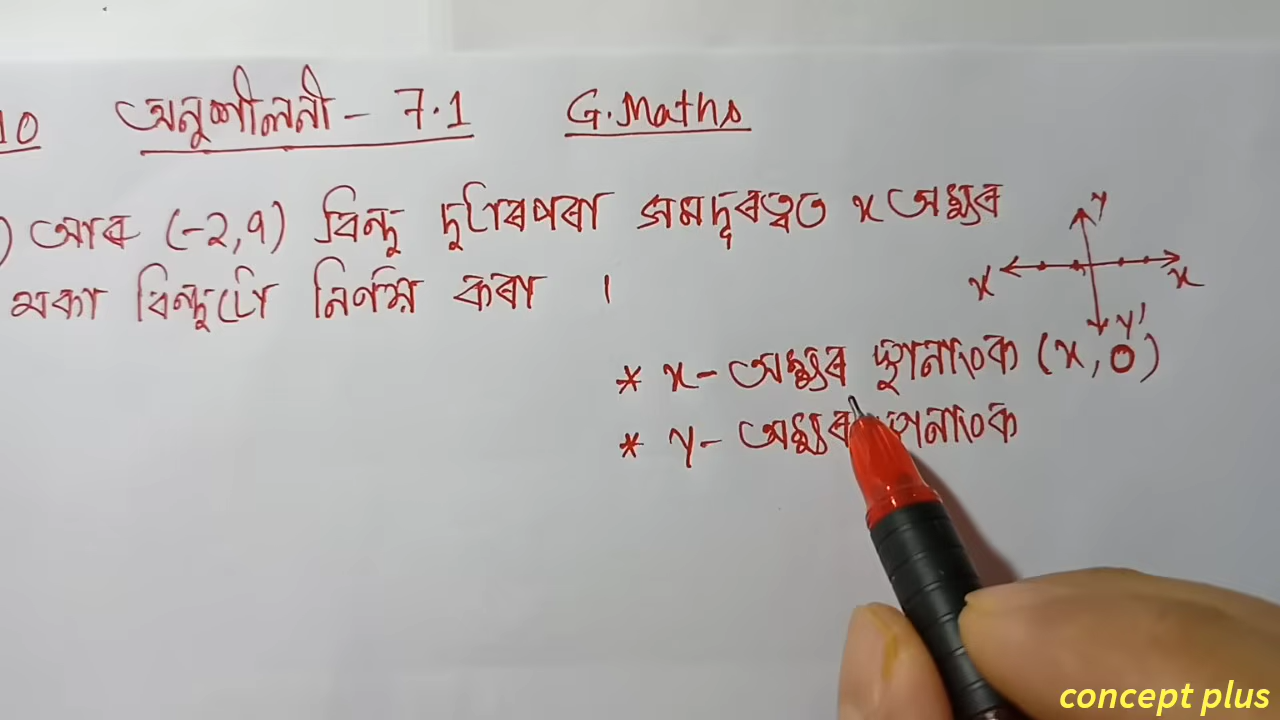 10 অনুশীলনী - 7.1 G. Maths
) আৰু (-2,9) বিন্দু দুটাৰপৰা সমদূৰত্বত x অক্ষৰ
থকা বিন্দুটো নিৰ্ণয় কৰা ।
y
x' x
y'
* x - অক্ষৰ স্থানাংক (x, 0)
* y - অক্ষৰ স্থানাংক
concept plus